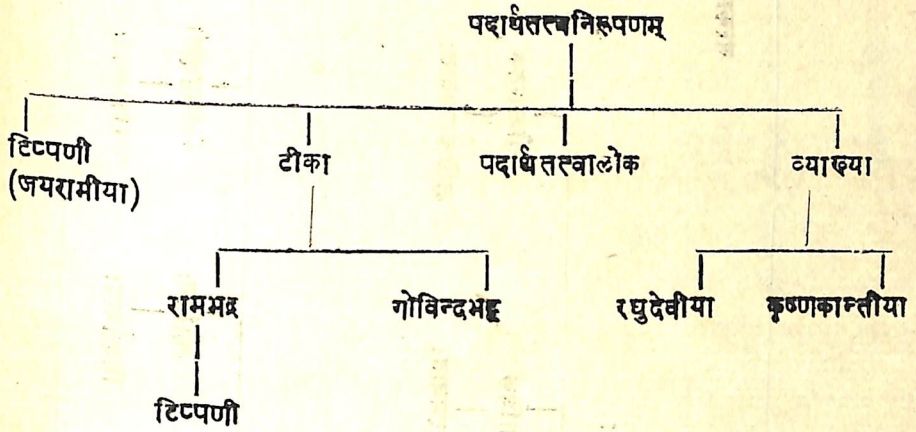 पदार्थतत्त्वनिरूपणम्
टिप्पणी
(जयरामीया)
टीका
पदार्थतत्त्वालोक
व्याख्या
रामभद्र
गोविन्दभट्ट
रघुदेवीया
कृष्णकान्तीया
टिप्पणी